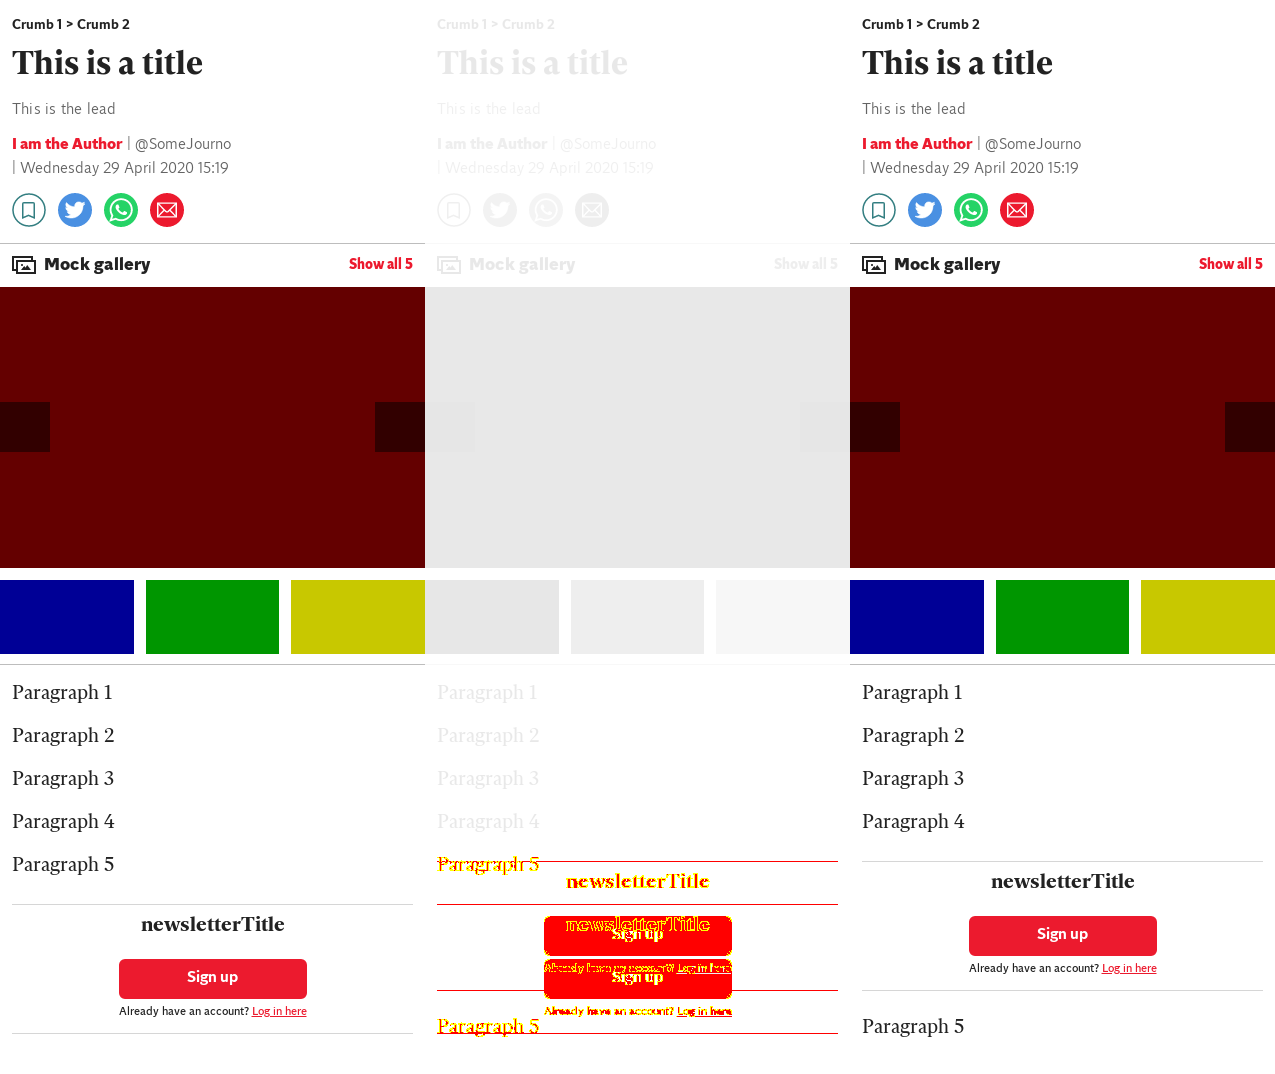 Crumb 1 > Crumb 2
This is a title
This is the lead
I am the Author | @SomeJourno
| Wednesday 29 April 2020 15:19
Mock gallery
Show all 5
Paragraph 1
Paragraph 2
Paragraph 3
Paragraph 4
Paragraph 5
newsletterTitle
Sign up
Already have an account? Log in here
Crumb 1 > Crumb 2
This is a title
This is the lead
I am the Author | @SomeJourno
| Wednesday 29 April 2020 15:19
Mock gallery
Show all 5
Paragraph 1
Paragraph 2
Paragraph 3
Paragraph 4
Paragraph 5
newsletterTitle
newsletterTitle
Sign up
Already have an account? Log in here
Sign up
Already have an account? Log in here
Paragraph 5
Crumb 1 > Crumb 2
This is a title
This is the lead
I am the Author | @SomeJourno
| Wednesday 29 April 2020 15:19
Mock gallery
Show all 5
Paragraph 1
Paragraph 2
Paragraph 3
Paragraph 4
newsletterTitle
Sign up
Already have an account? Log in here
Paragraph 5